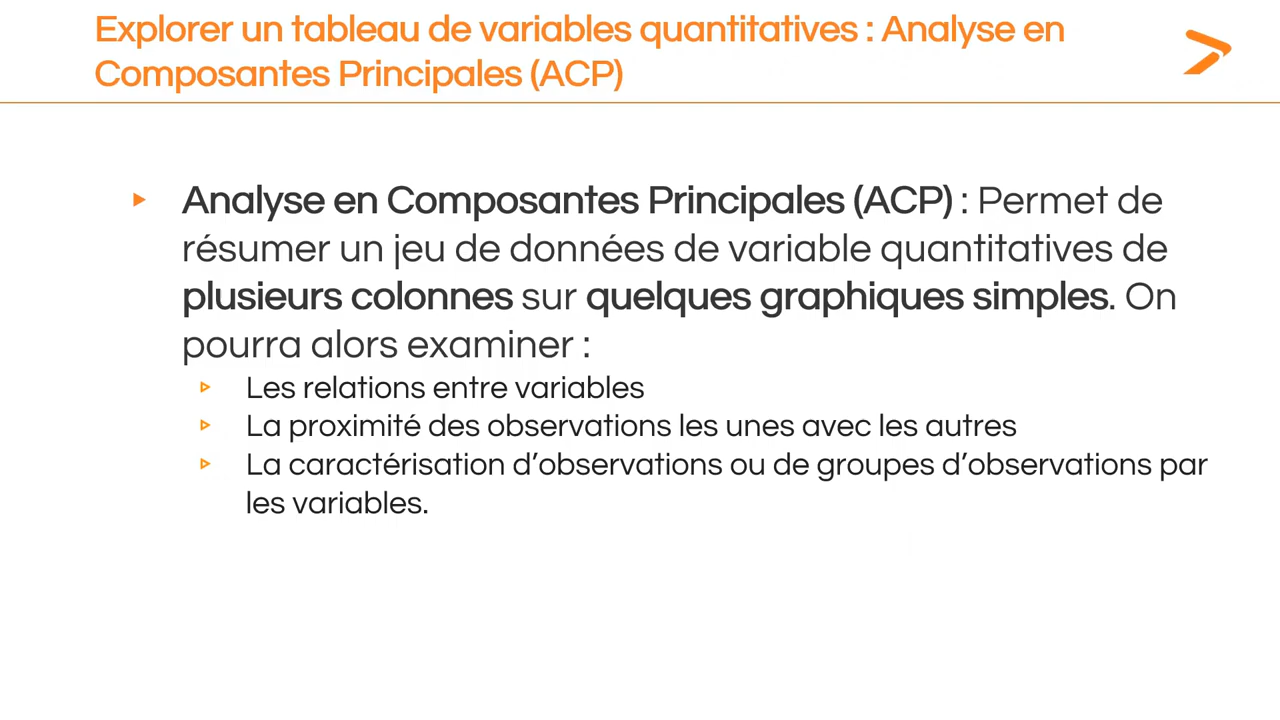 Explorer un tableau de variables quantitatives : Analyse en
Composantes Principales (ACP)
Analyse en Composantes Principales (ACP) : Permet de
résumer un jeu de données de variable quantitatives de
plusieurs colonnes sur quelques graphiques simples. On
pourra alors examiner :
Les relations entre variables
La proximité des observations les unes avec les autres
La caractérisation d’observations ou de groupes d’observations par
les variables.